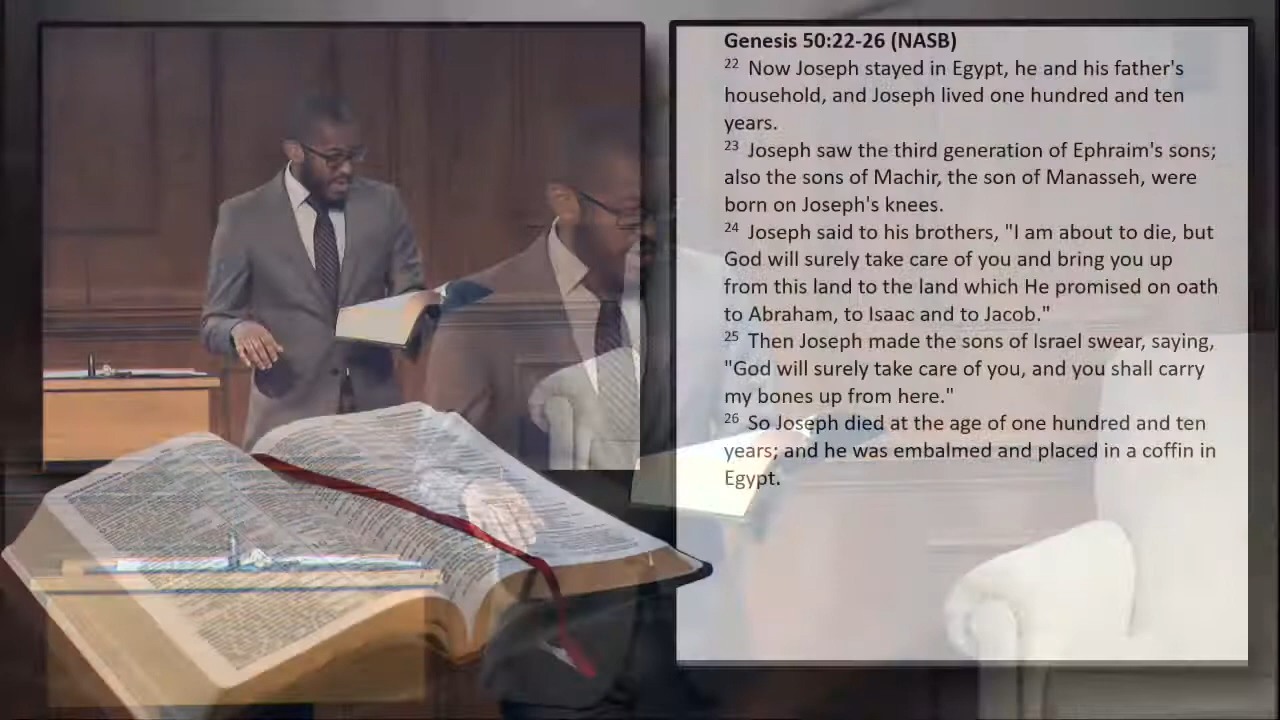 Genesis 50:22-26 (NASB)
22 Now Joseph stayed in Egypt, he and his father's
household, and Joseph lived one hundred and ten
years.
23 Joseph saw the third generation of Ephraim's sons;
also the sons of Machir, the son of Manasseh, were
born on Joseph's knees.
24 Joseph said to his brothers, "I am about to die, but
God will surely take care of you and bring you up
from this land to the land which He promised on oath
to Abraham, to Isaac and to Jacob."
25 Then Joseph made the sons of Israel swear, saying,
"God will surely take care of you, and you shall carry
my bones up from here."
26 So Joseph died at the age of one hundred and ten
years; and he was embalmed and placed in a coffin in
Egypt.